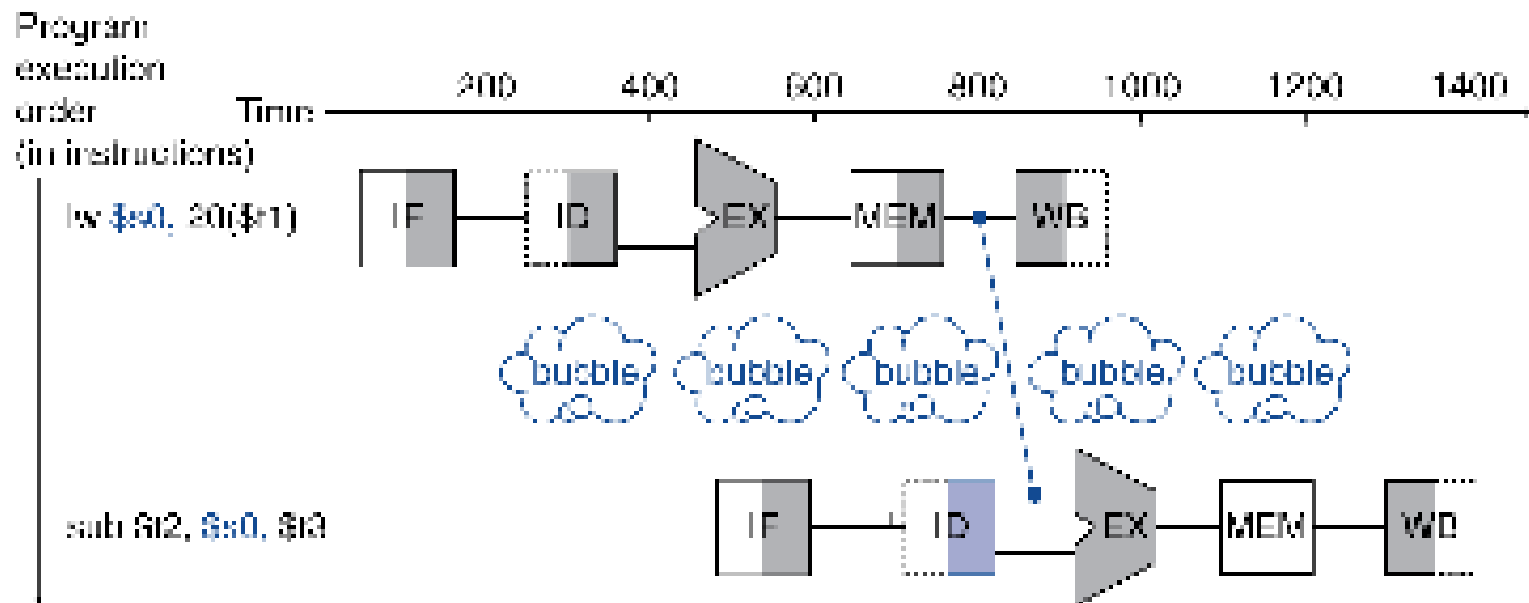 Program
execution
order
(in instructions)
Time
200 400 600 800 1000 1200 1400
lw $s0, 20($t1)
IF ID EX MEM WB
bubble bubble bubble bubble bubble
sub $t2, $s0, $t3
IF ID EX MEM WB